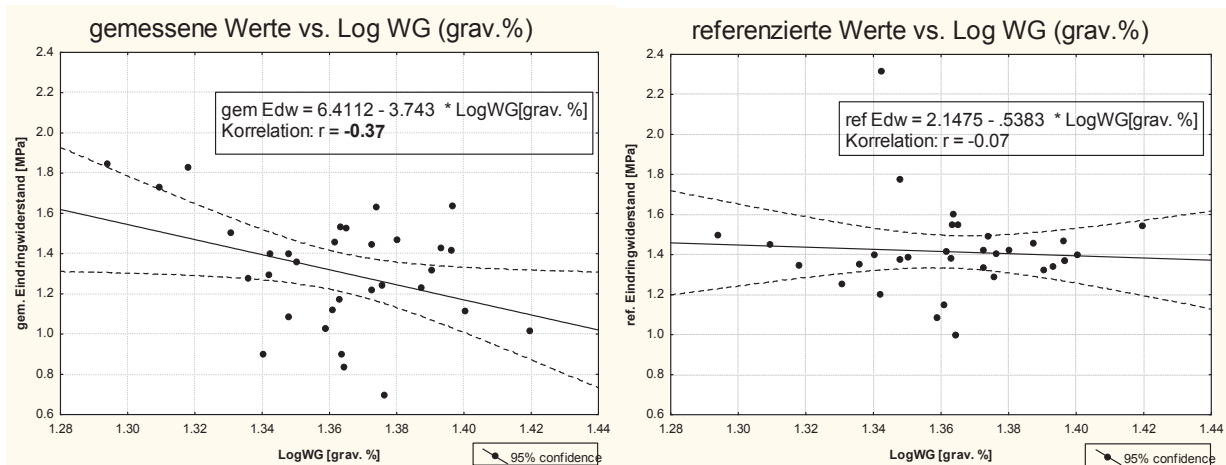 gemessene Werte vs. Log WG (grav.%)
2.4
2.2
2.0
1.8
1.6
1.4
1.2
1.0
0.8
0.6
gem. Eindringwiderstand [MPa]
gem Edw = 6.4112 - 3.743 * LogWG[grav. %]
Korrelation: r = -0.37
1.28 1.30 1.32 1.34 1.36 1.38 1.40 1.42 1.44
LogWG [grav. %]
95% confidence
referenzierte Werte vs. Log WG (grav.%)
2.4
2.2
2.0
1.8
1.6
1.4
1.2
1.0
0.8
0.6
ref. Eindringwiderstand [MPa]
ref Edw = 2.1475 - .5383 * LogWG[grav. %]
Korrelation: r = -0.07
1.28 1.30 1.32 1.34 1.36 1.38 1.40 1.42 1.44
LogWG [grav. %]
95% confidence